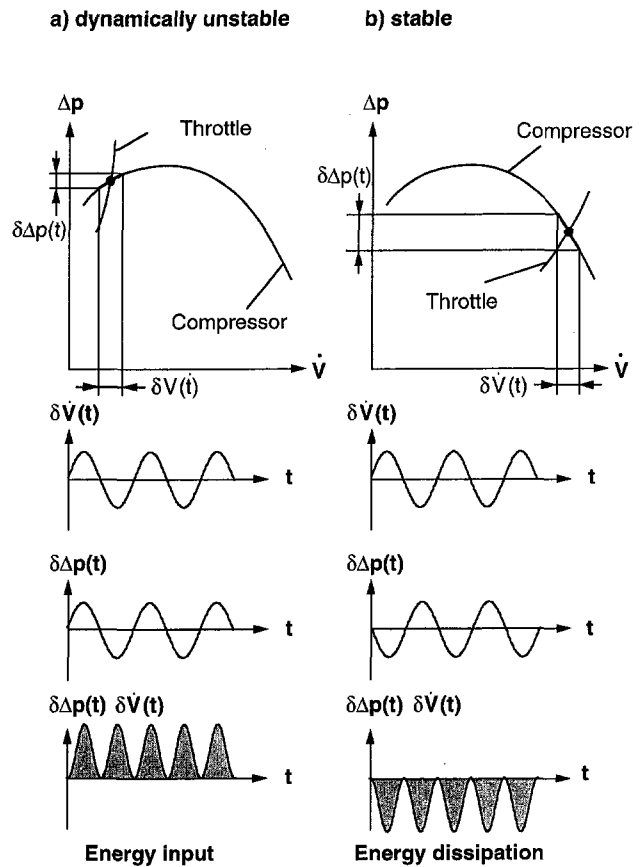 a) dynamically unstable
b) stable
Δp
Throttle
δΔp(t)
Compressor
V̇
δV(ṫ)
Δp
Compressor
δΔp(t)
Throttle
V̇
δV̇(t)
δV̇(t)
t
δV̇(t)
t
δΔp(t)
t
δΔp(t)
t
δΔp(t) δV̇(t)
t
δΔp(t) δV̇(t)
t
Energy input
Energy dissipation